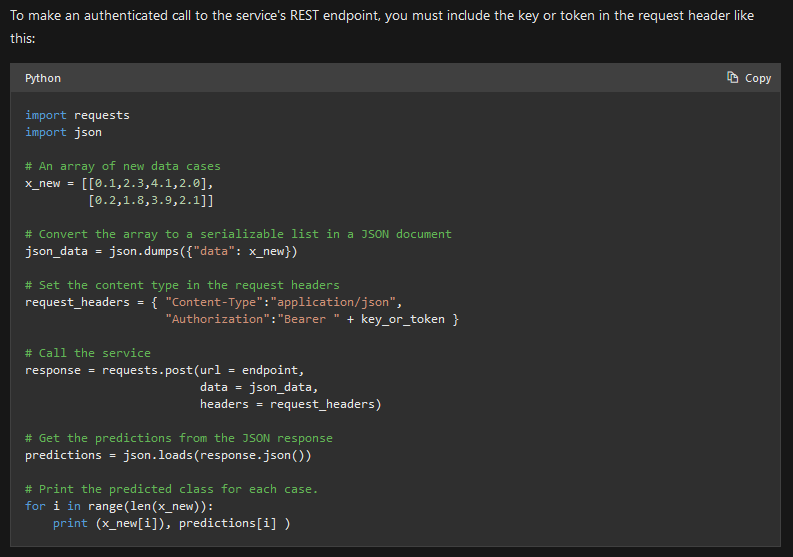 To make an authenticated call to the service's REST endpoint, you must include the key or token in the request header like
this:
Python
Copy
import requests
import json
# An array of new data cases
x_new = [[0.1,2.3,4.1,2.0],
         [0.2,1.8,3.9,2.1]]
# Convert the array to a serializable list in a JSON document
json_data = json.dumps({"data": x_new})
# Set the content type in the request headers
request_headers = { "Content-Type":"application/json",
                    "Authorization":"Bearer " + key_or_token }
# Call the service
response = requests.post(url = endpoint,
                         data = json_data,
                         headers = request_headers)
# Get the predictions from the JSON response
predictions = json.loads(response.json())
# Print the predicted class for each case.
for i in range(len(x_new)):
    print (x_new[i]), predictions[i] )